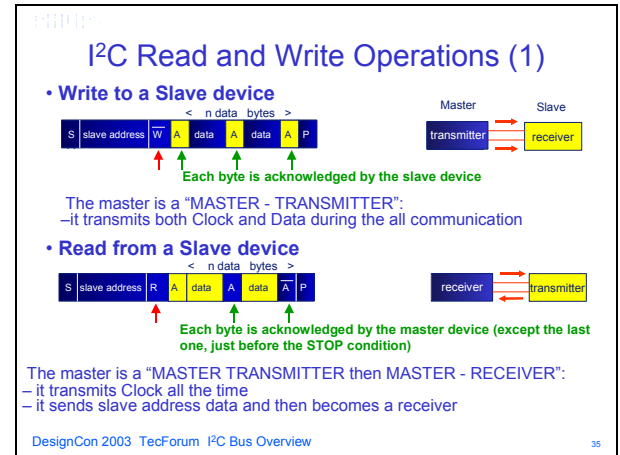 PHILIPS
I²C Read and Write Operations (1)
• Write to a Slave device
< n data bytes >
S slave address W̅ A data A data A P
Master Slave
transmitter receiver
Each byte is acknowledged by the slave device
The master is a “MASTER - TRANSMITTER”:
–it transmits both Clock and Data during the all communication
• Read from a Slave device
< n data bytes >
S slave address R A data A data A̅ P
receiver transmitter
Each byte is acknowledged by the master device (except the last
one, just before the STOP condition)
The master is a “MASTER TRANSMITTER then MASTER - RECEIVER”:
– it transmits Clock all the time
– it sends slave address data and then becomes a receiver
DesignCon 2003 TecForum I²C Bus Overview
35